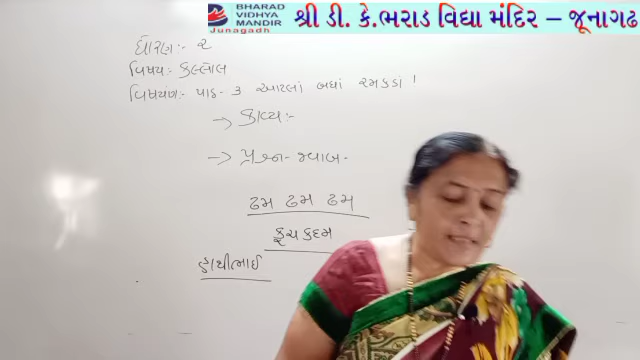 BHARAD
VIDHYA
MANDIR
Junagadh
શ્રી ડી. કે.ભરાડ વિદ્યા મંદિર – જૂનાગઢ
ધોરણ:- ૨
વિષય:- કલ્લોલ
વિષયાંગ:- પાઠ- ૩ આટલાં બધાં રમકડાં !
→ કાવ્ય:-
→ પ્રશ્ન-જવાબ-
ઢમ ઢમ ઢમ
કૂચ કદમ
હાથીભાઈ